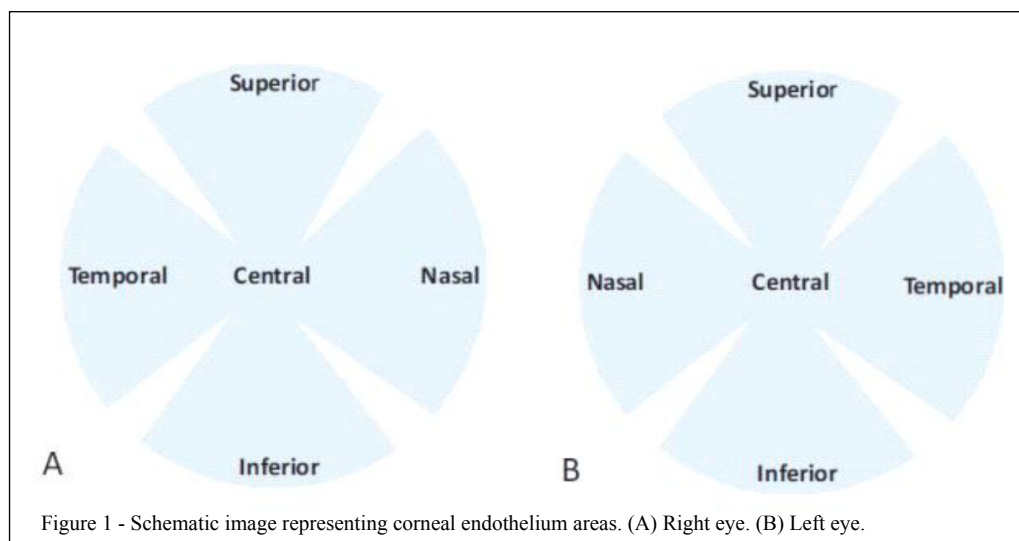 Superior
Temporal Central Nasal
Inferior
A
Superior
Nasal Central Temporal
Inferior
B
Figure 1 - Schematic image representing corneal endothelium areas. (A) Right eye. (B) Left eye.